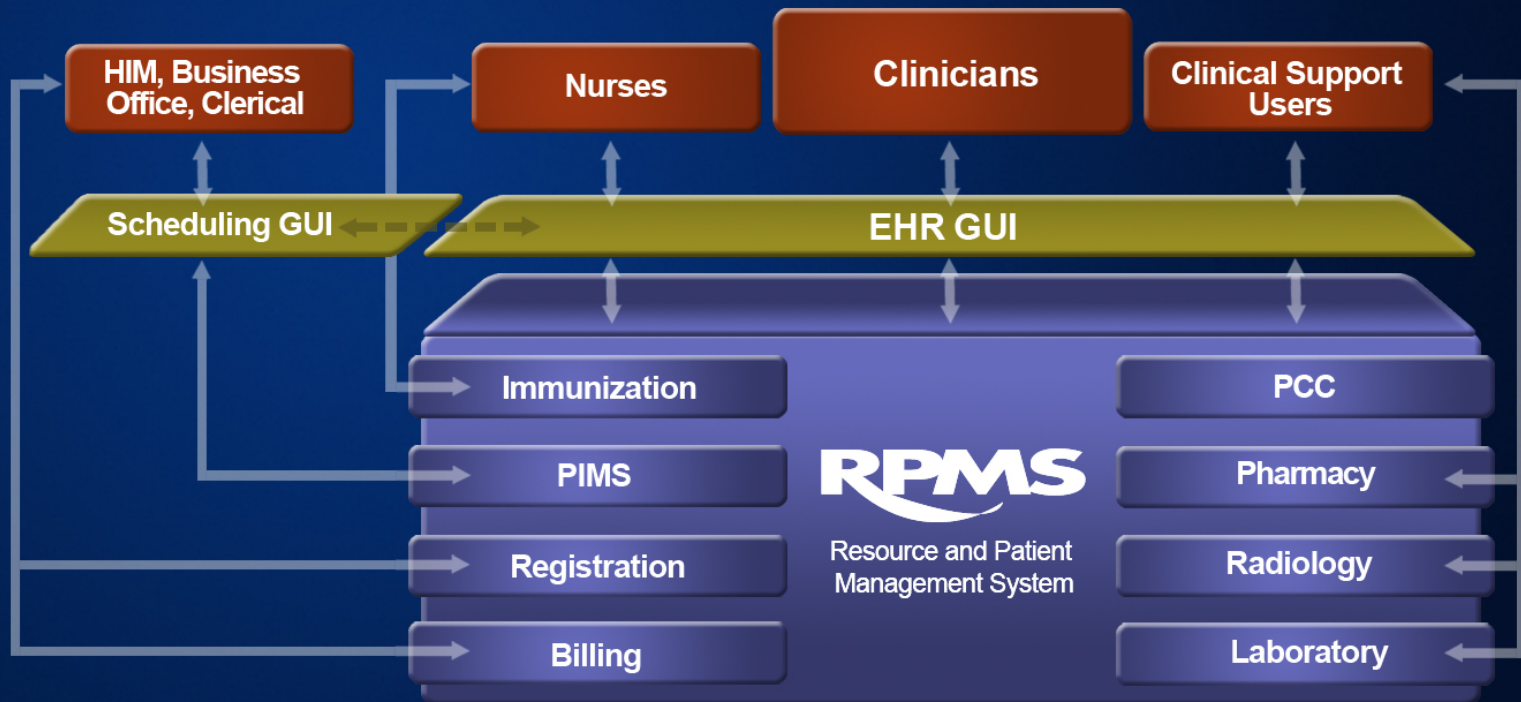 HIM, Business
Office, Clerical
Nurses
Clinicians
Clinical Support
Users
Scheduling GUI
EHR GUI
Immunization
PCC
PIMS
Pharmacy
RPMS
Resource and Patient
Management System
Registration
Radiology
Billing
Laboratory